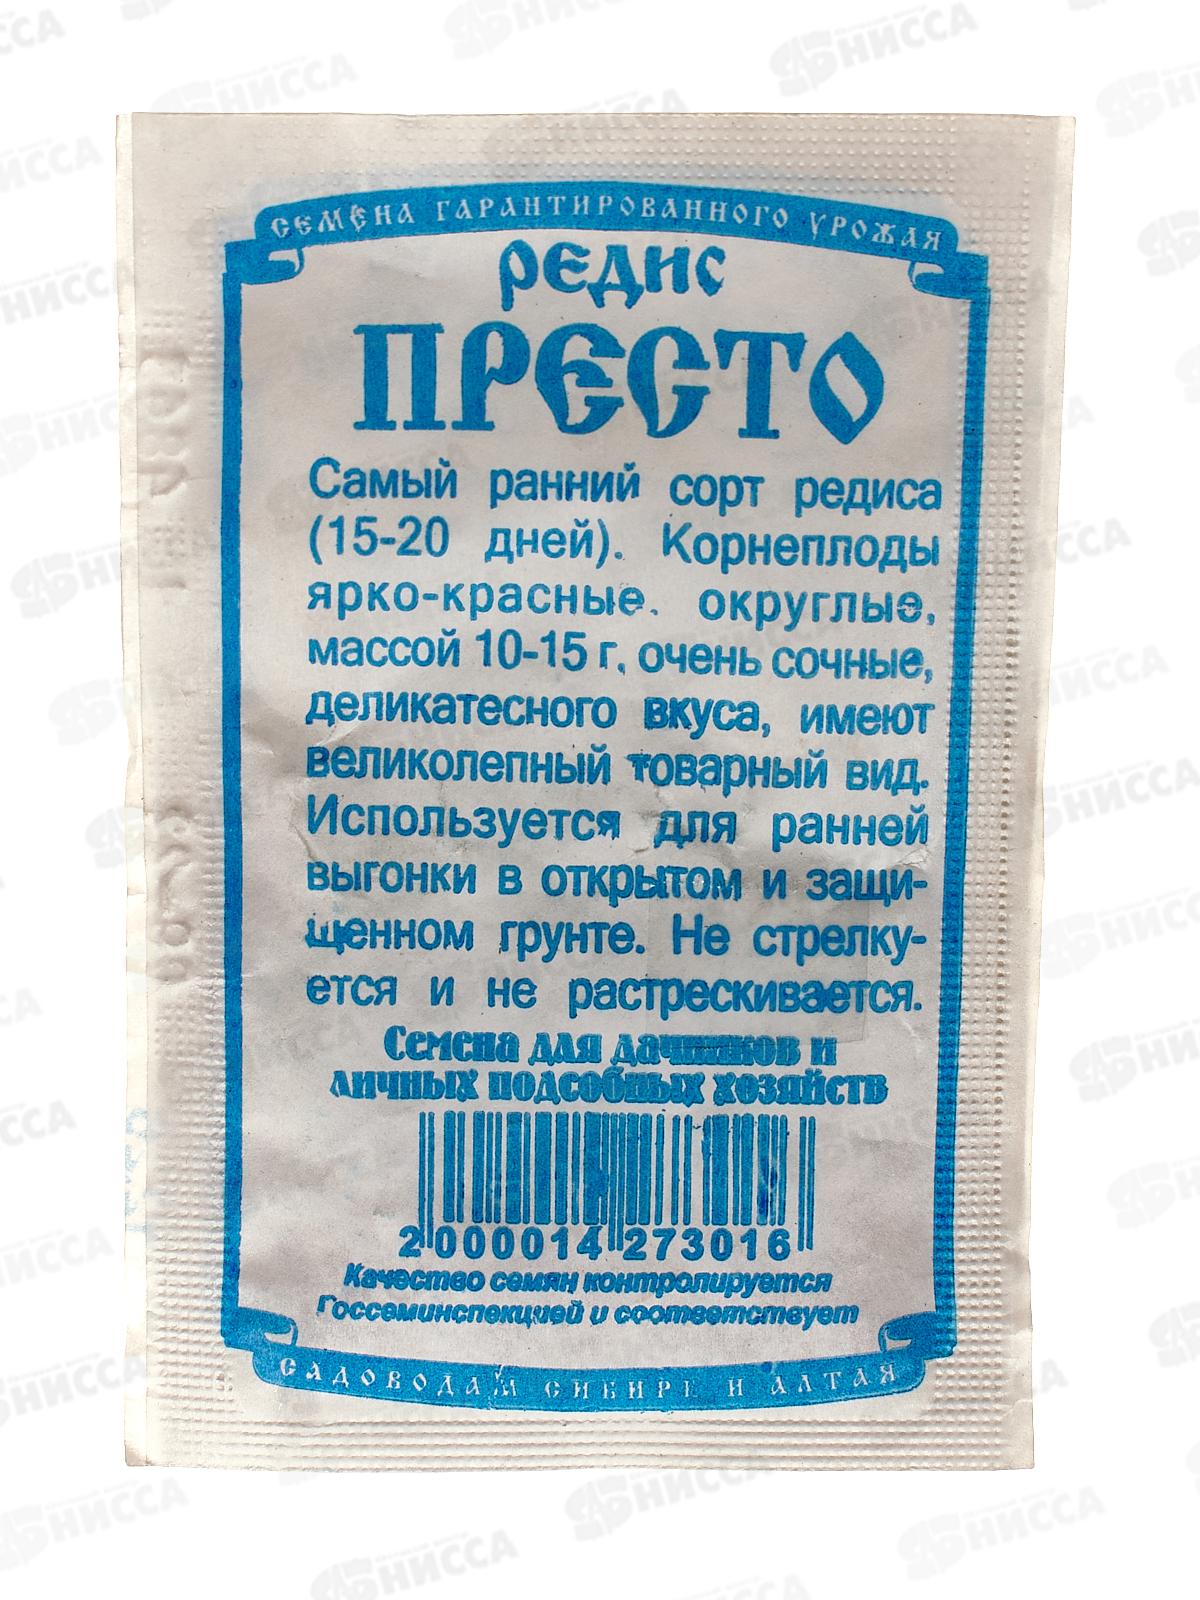 СЕМЕНА ГАРАНТИРОВАННОГО УРОЖАЯ
РЕДИС
ПРЕСТО
Самый ранний сорт редиса
(15-20 дней). Корнеплоды
ярко-красные. округлые,
массой 10-15 г, очень сочные,
деликатесного вкуса, имеют
великолепный товарный вид.
Используется для ранней
выгонки в открытом и защи-
щенном грунте. Не стрелку-
ется и не растрескивается.
Семена для дачников и
личных подсобных хозяйств
2 000014 273016
Качество семян контролируется
Госсеминспекцией и соответствует
САДОВОДАМ СИБИРИ И АЛТАЯ